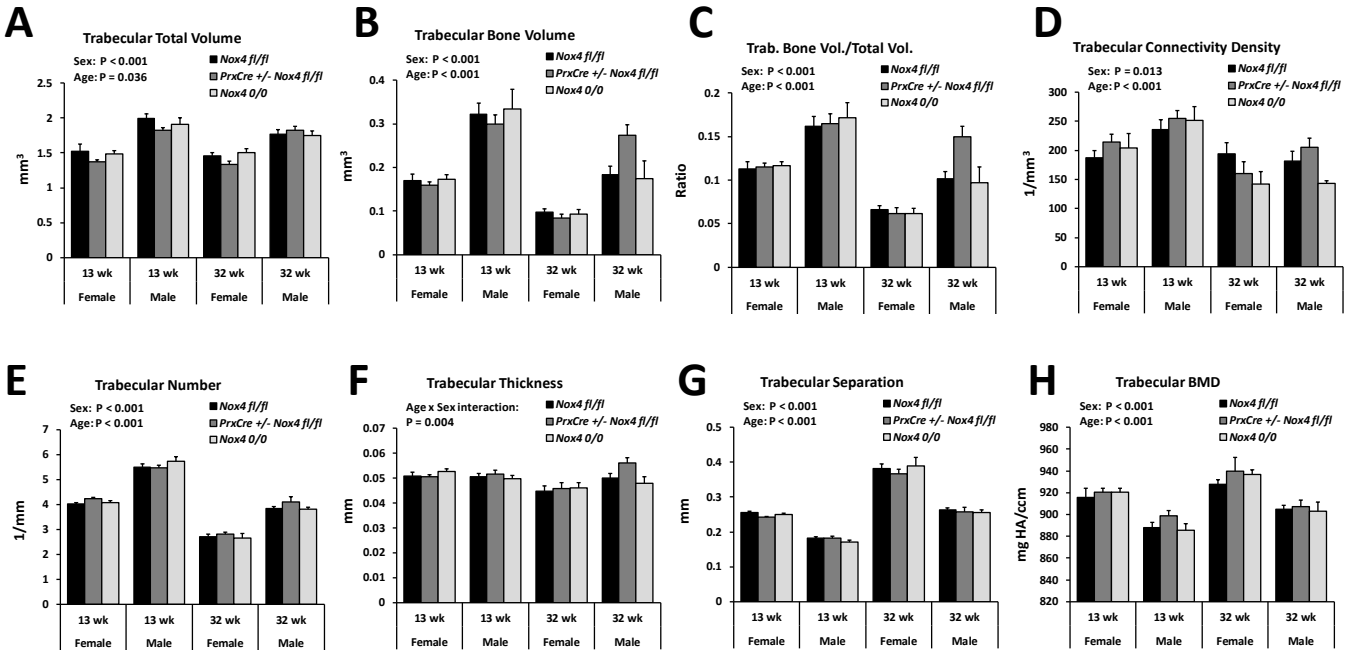 A
Trabecular Total Volume
Sex: P < 0.001
Age: P = 0.036
Nox4 fl/fl
PrxCre +/- Nox4 fl/fl
Nox4 0/0
mm3
2.5
2
1.5
1
0.5
0
13 wk 13 wk 32 wk 32 wk
Female Male Female Male
B
Trabecular Bone Volume
Sex: P < 0.001
Age: P < 0.001
Nox4 fl/fl
PrxCre +/- Nox4 fl/fl
Nox4 0/0
mm3
0.4
0.3
0.2
0.1
0
13 wk 13 wk 32 wk 32 wk
Female Male Female Male
C
Trab. Bone Vol./Total Vol.
Sex: P < 0.001
Age: P < 0.001
Nox4 fl/fl
PrxCre +/- Nox4 fl/fl
Nox4 0/0
Ratio
0.2
0.15
0.1
0.05
0
13 wk 13 wk 32 wk 32 wk
Female Male Female Male
D
Trabecular Connectivity Density
Sex: P = 0.013
Age: P < 0.001
Nox4 fl/fl
PrxCre +/- Nox4 fl/fl
Nox4 0/0
1/mm3
300
250
200
150
100
50
0
13 wk 13 wk 32 wk 32 wk
Female Male Female Male
E
Trabecular Number
Sex: P < 0.001
Age: P < 0.001
Nox4 fl/fl
PrxCre +/- Nox4 fl/fl
Nox4 0/0
1/mm
7
6
5
4
3
2
1
0
13 wk 13 wk 32 wk 32 wk
Female Male Female Male
F
Trabecular Thickness
Age x Sex interaction:
P = 0.004
Nox4 fl/fl
PrxCre +/- Nox4 fl/fl
Nox4 0/0
mm
0.07
0.06
0.05
0.04
0.03
0.02
0.01
0.00
13 wk 13 wk 32 wk 32 wk
Female Male Female Male
G
Trabecular Separation
Sex: P < 0.001
Age: P < 0.001
Nox4 fl/fl
PrxCre +/- Nox4 fl/fl
Nox4 0/0
mm
0.5
0.4
0.3
0.2
0.1
0
13 wk 13 wk 32 wk 32 wk
Female Male Female Male
H
Trabecular BMD
Sex: P < 0.001
Age: P < 0.001
Nox4 fl/fl
PrxCre +/- Nox4 fl/fl
Nox4 0/0
mg HA/ccm
980
960
940
920
900
880
860
840
820
13 wk 13 wk 32 wk 32 wk
Female Male Female Male